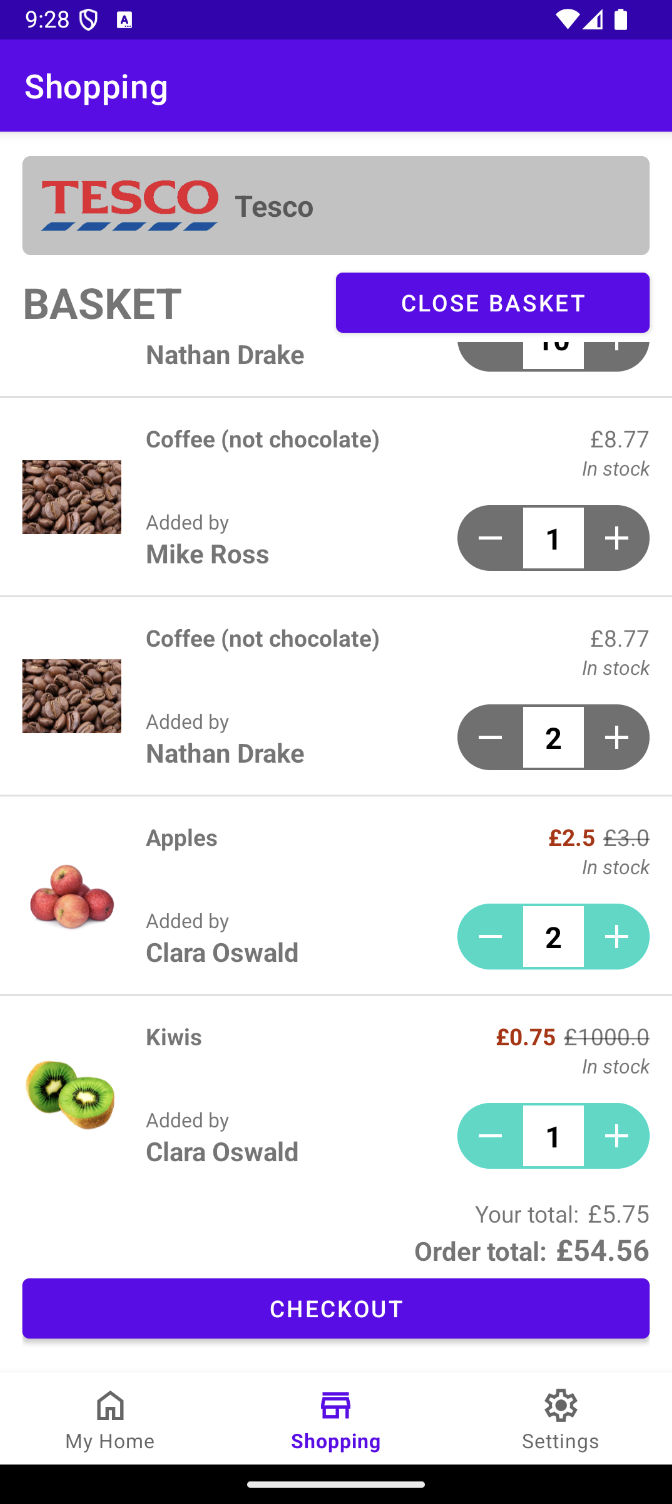 9:28
A
Shopping
TESCO Tesco
BASKET CLOSE BASKET
Nathan Drake
Coffee (not chocolate) £8.77
In stock
Added by
Mike Ross − 1 +
Coffee (not chocolate) £8.77
In stock
Added by
Nathan Drake − 2 +
Apples £2.5 £3.0
In stock
Added by
Clara Oswald − 2 +
Kiwis £0.75 £1000.0
In stock
Added by
Clara Oswald − 1 +
Your total: £5.75
Order total: £54.56
CHECKOUT
My Home Shopping Settings